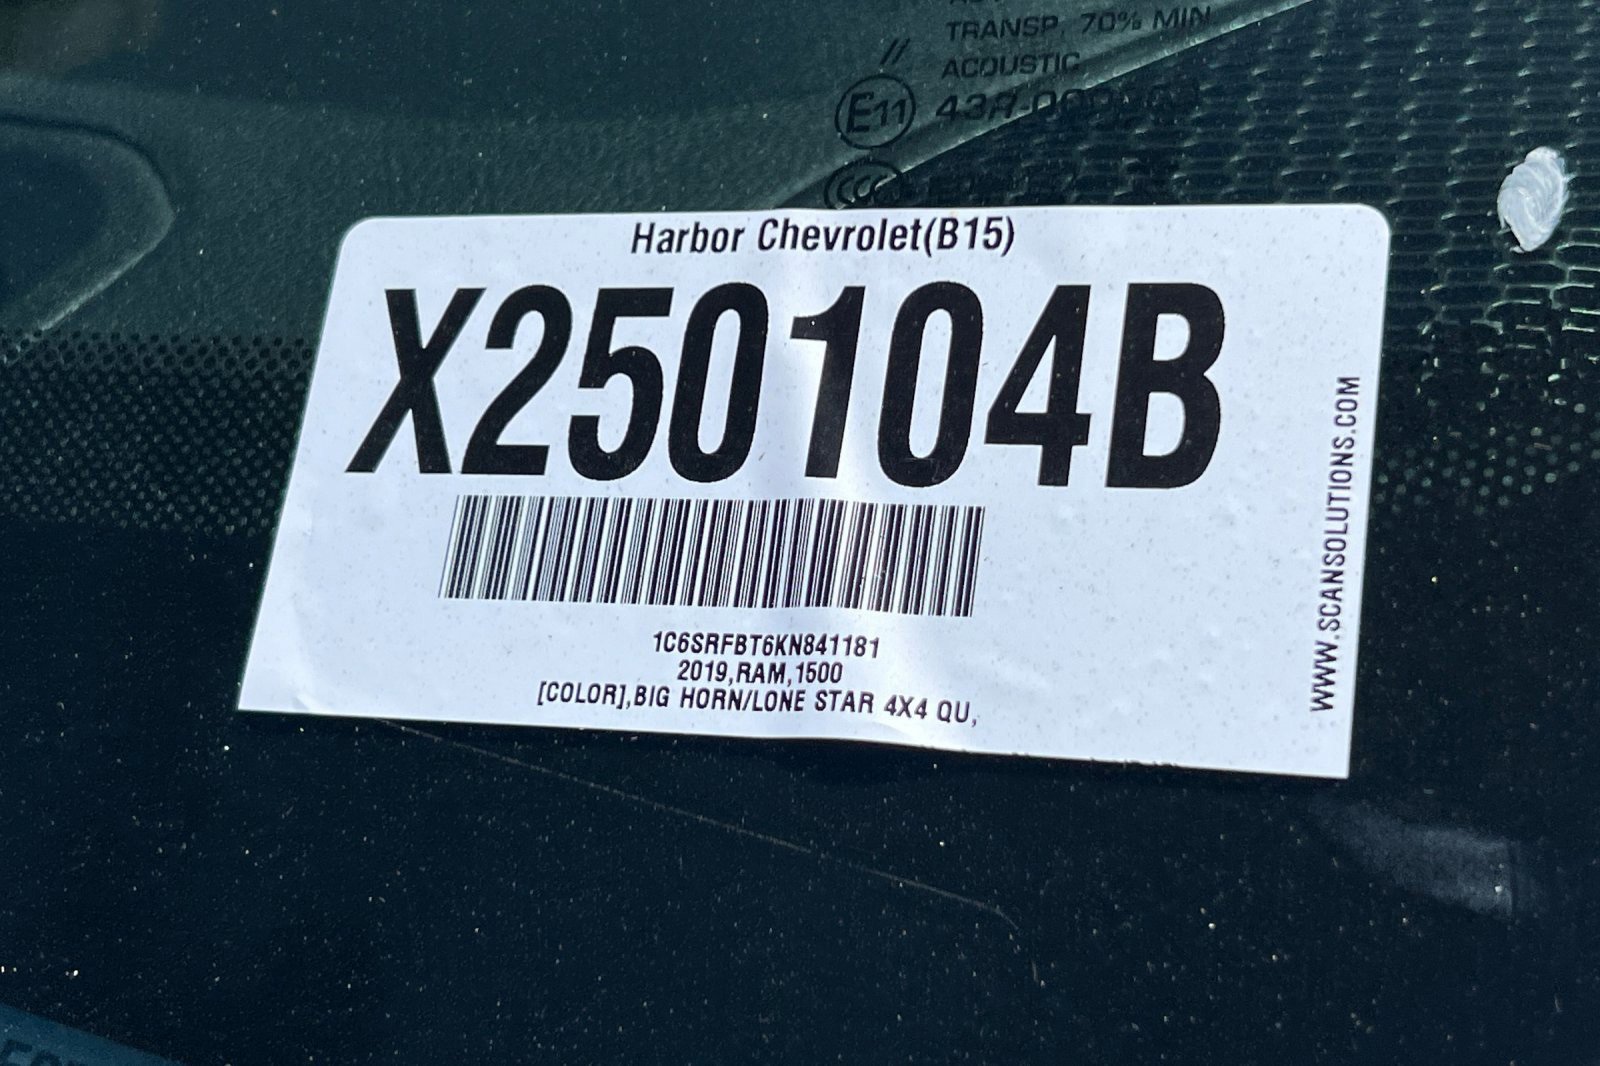 TRANSP. 70% MIN
ACOUSTIC
//
E11
CCC
Harbor Chevrolet(B15)
X250104B
1C6SRFBT6KN841181
2019,RAM,1500
[COLOR],BIG HORN/LONE STAR 4X4 QU,
WWW.SCANSOLUTIONS.COM